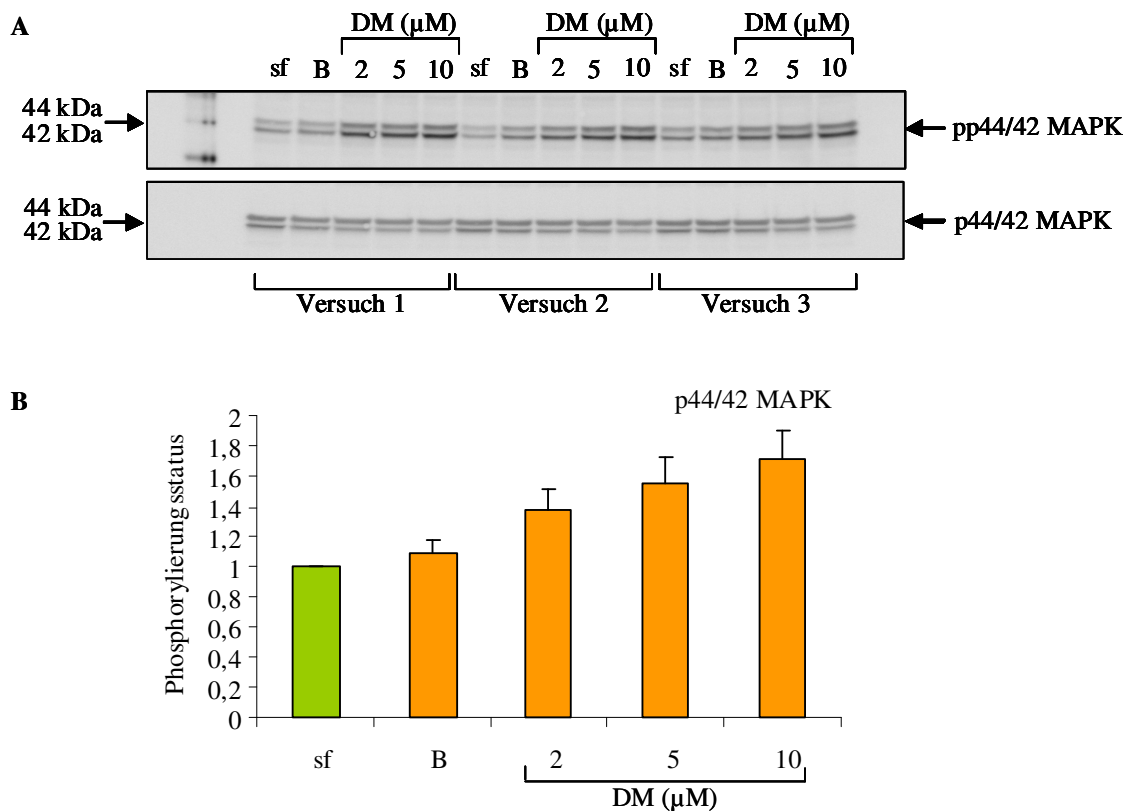 A
DM (µM) DM (µM) DM (µM)
sf B 2 5 10 sf B 2 5 10 sf B 2 5 10
44 kDa
42 kDa
pp44/42 MAPK
44 kDa
42 kDa
p44/42 MAPK
Versuch 1 Versuch 2 Versuch 3
B
p44/42 MAPK
Phosphorylierungsstatus
2
1,8
1,6
1,4
1,2
1
0,8
0,6
0,4
0,2
0
sf B 2 5 10
DM (µM)